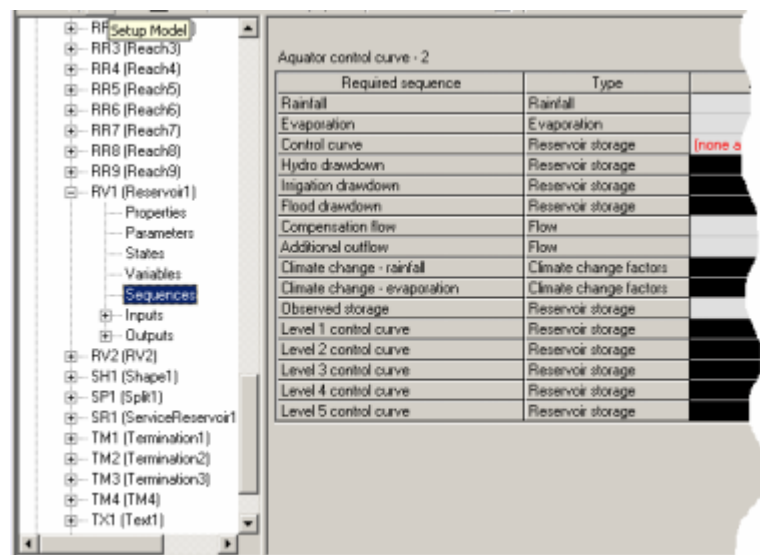 RR
Setup Model
RR3 (Reach3)
RR4 (Reach4)
RR5 (Reach5)
RR6 (Reach6)
RR7 (Reach7)
RR8 (Reach8)
RR9 (Reach9)
RV1 (Reservoir1)
Properties
Parameters
States
Variables
Sequences
Inputs
Outputs
RV2 (RV2)
SH1 (Shape1)
SP1 (Split1)
SR1 (ServiceReservoir1
TM1 (Termination1)
TM2 (Termination2)
TM3 (Termination3)
TM4 (TM4)
TX1 (Text1)
Aquator control curve - 2
Required sequence Type
Rainfall Rainfall
Evaporation Evaporation
Control curve Reservoir storage (none a
Hydro drawdown Reservoir storage
Irrigation drawdown Reservoir storage
Flood drawdown Reservoir storage
Compensation flow Flow
Additional outflow Flow
Climate change - rainfall Climate change factors
Climate change - evaporation Climate change factors
Observed storage Reservoir storage
Level 1 control curve Reservoir storage
Level 2 control curve Reservoir storage
Level 3 control curve Reservoir storage
Level 4 control curve Reservoir storage
Level 5 control curve Reservoir storage